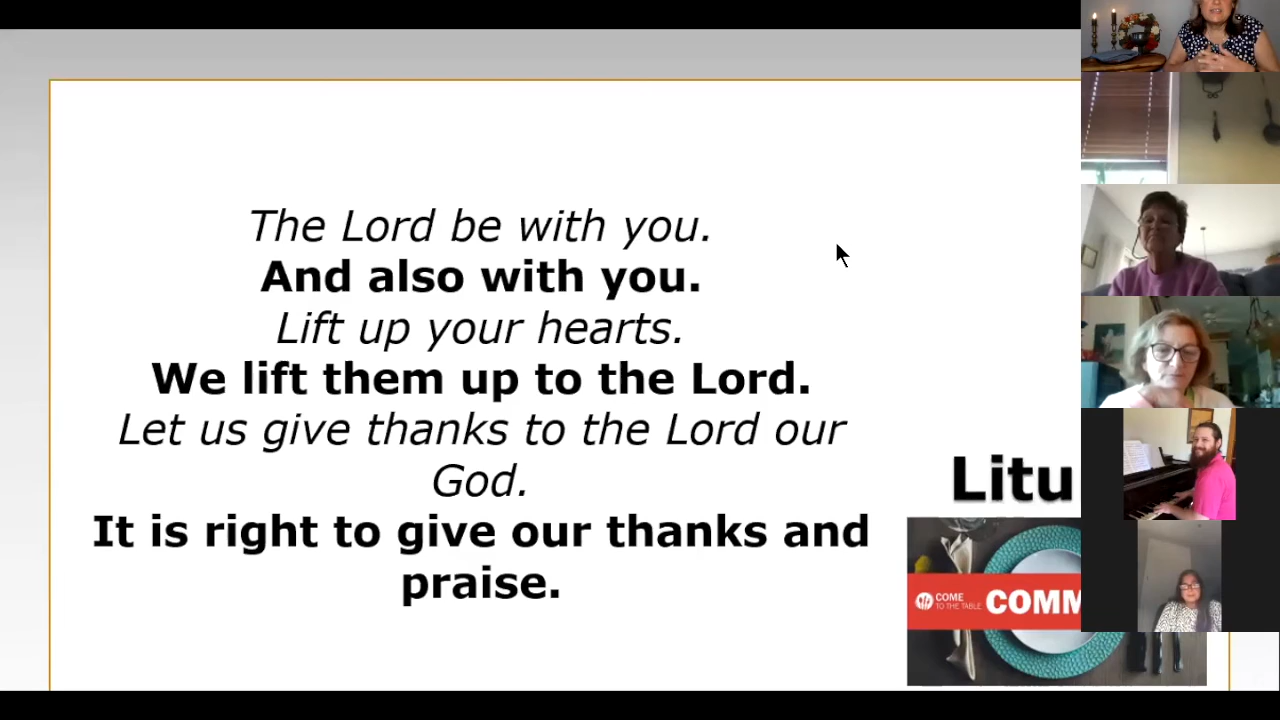 The Lord be with you.
And also with you.
Lift up your hearts.
We lift them up to the Lord.
Let us give thanks to the Lord our
God.
It is right to give our thanks and
praise.
Litu
COME
TO THE TABLE
COMM